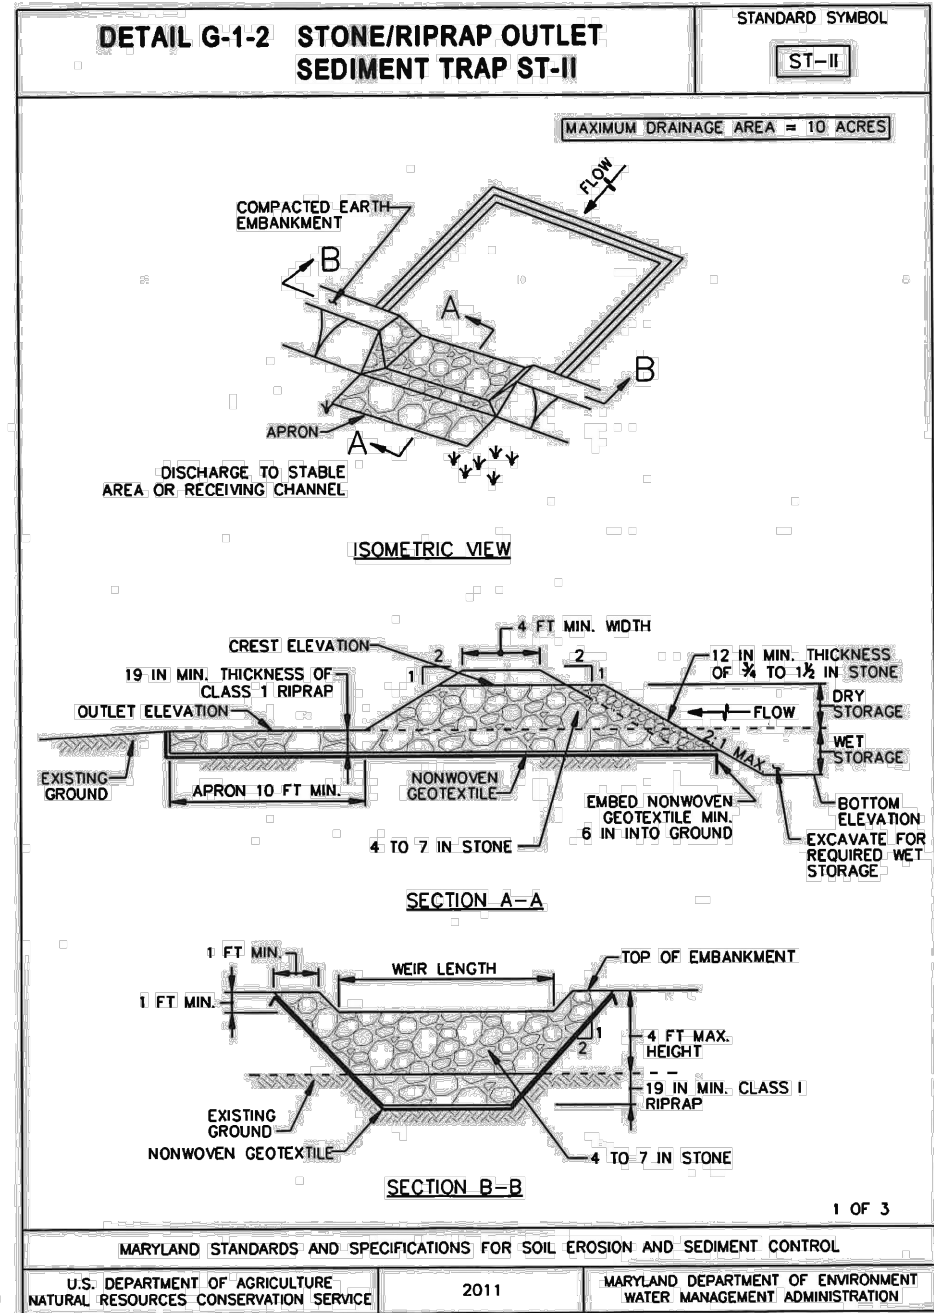 DETAIL G-1-2 STONE/RIPRAP OUTLET
SEDIMENT TRAP ST-II
STANDARD SYMBOL
ST-II
MAXIMUM DRAINAGE AREA = 10 ACRES
FLOW
COMPACTED EARTH
EMBANKMENT
B
A
B
APRON
A
DISCHARGE TO STABLE
AREA OR RECEIVING CHANNEL
ISOMETRIC VIEW
4 FT MIN. WIDTH
CREST ELEVATION
2
1
2
1
12 IN MIN. THICKNESS
OF ¾ TO 1½ IN STONE
19 IN MIN. THICKNESS OF
CLASS 1 RIPRAP
DRY
STORAGE
OUTLET ELEVATION
FLOW
2:1 MAX.
WET
STORAGE
EXISTING
GROUND
APRON 10 FT MIN.
NONWOVEN
GEOTEXTILE
EMBED NONWOVEN
GEOTEXTILE MIN.
6 IN INTO GROUND
BOTTOM
ELEVATION
4 TO 7 IN STONE
EXCAVATE FOR
REQUIRED WET
STORAGE
SECTION A-A
1 FT MIN.
WEIR LENGTH
TOP OF EMBANKMENT
1 FT MIN.
1
2
4 FT MAX.
HEIGHT
19 IN MIN. CLASS I
RIPRAP
EXISTING
GROUND
NONWOVEN GEOTEXTILE
4 TO 7 IN STONE
SECTION B-B
1 OF 3
MARYLAND STANDARDS AND SPECIFICATIONS FOR SOIL EROSION AND SEDIMENT CONTROL
U.S. DEPARTMENT OF AGRICULTURE
NATURAL RESOURCES CONSERVATION SERVICE
2011
MARYLAND DEPARTMENT OF ENVIRONMENT
WATER MANAGEMENT ADMINISTRATION